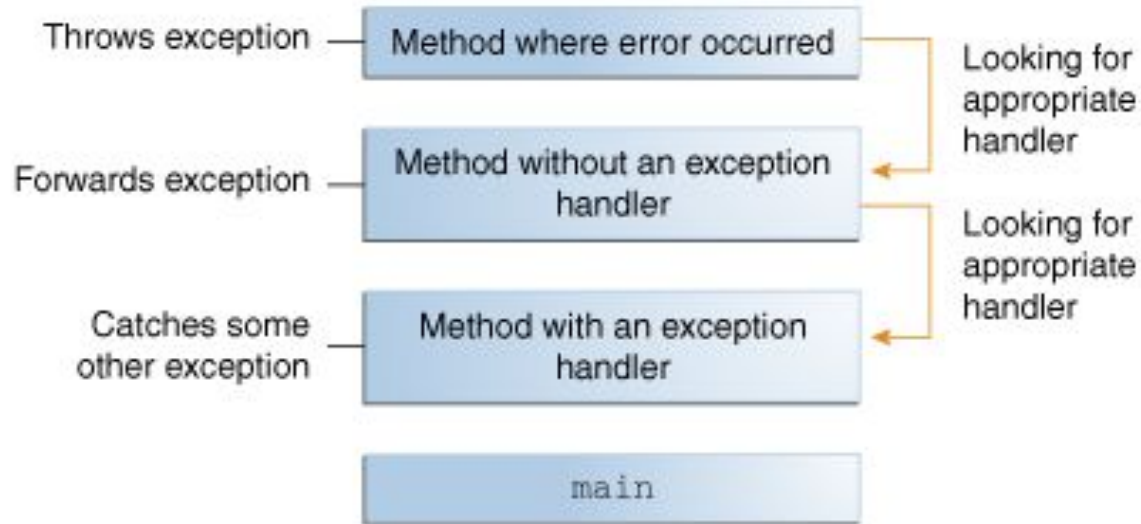 Throws exception
Method where error occurred
Looking for
appropriate
handler
Forwards exception
Method without an exception
handler
Looking for
appropriate
handler
Catches some
other exception
Method with an exception
handler
main